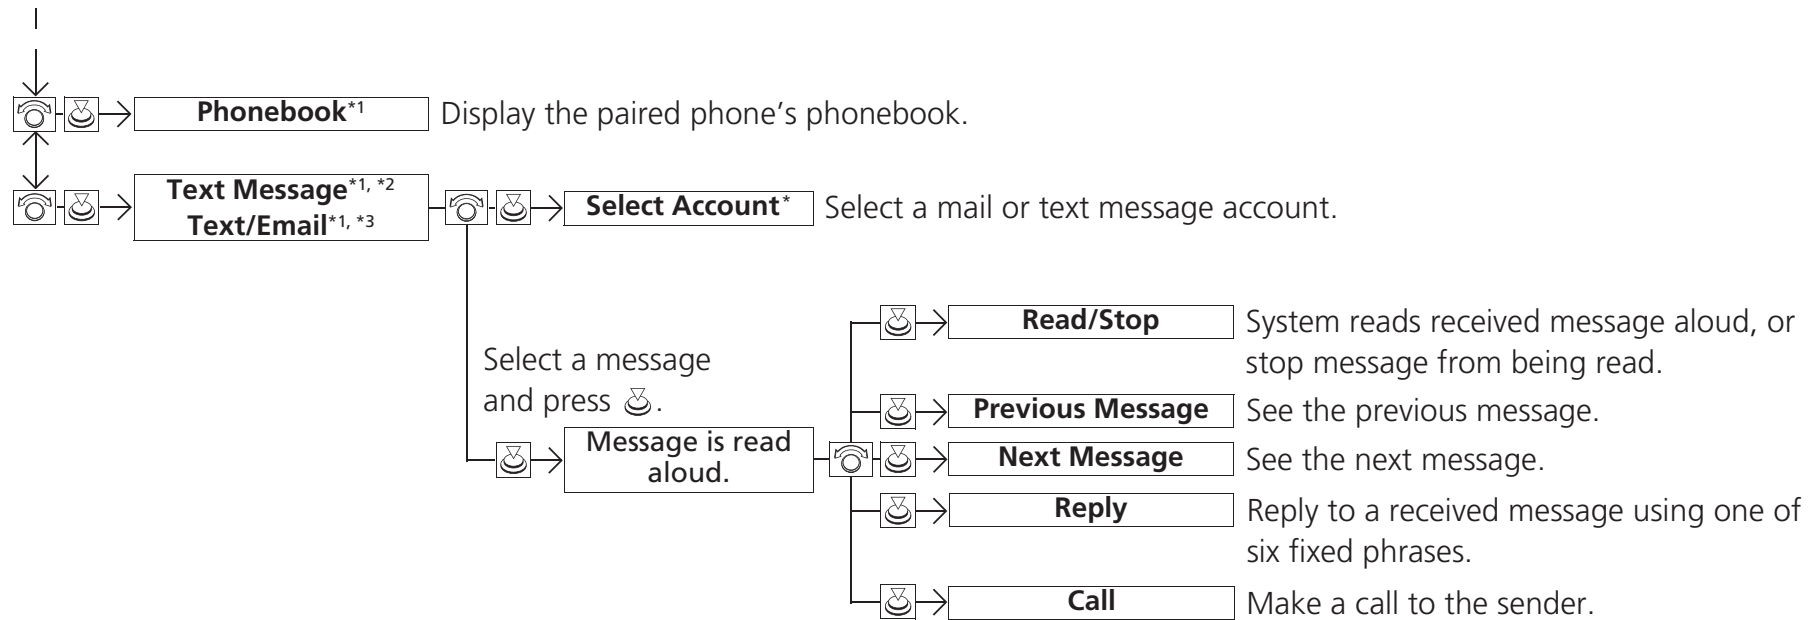 Phonebook*1 Display the paired phone's phonebook.
Text Message*1, *2
Text/Email*1, *3
Select Account* Select a mail or text message account.
Select a message
and press .
Message is read
aloud.
Read/Stop System reads received message aloud, or
stop message from being read.
Previous Message See the previous message.
Next Message See the next message.
Reply Reply to a received message using one of
six fixed phrases.
Call Make a call to the sender.